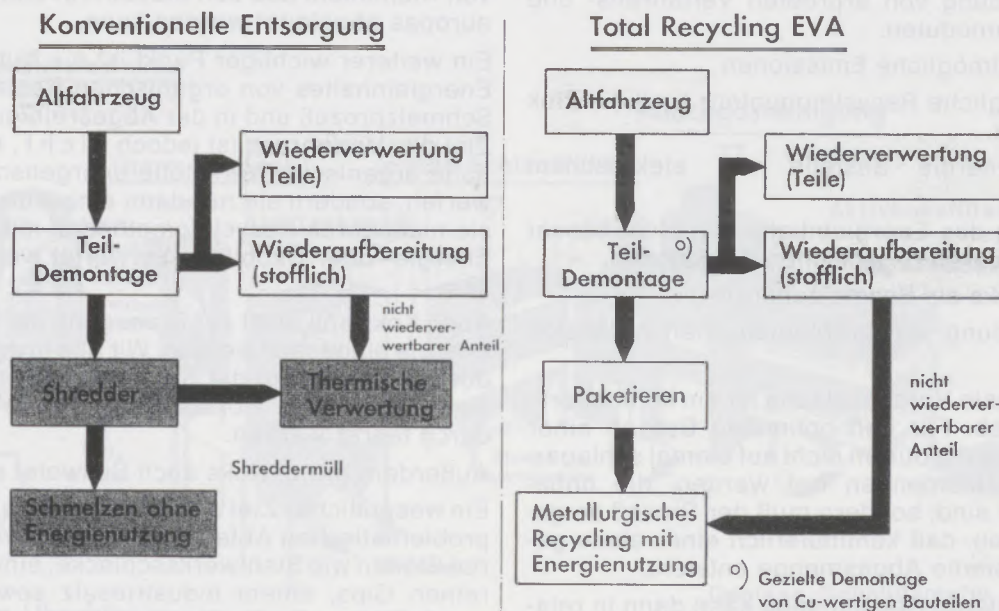 Konventionelle Entsorgung
Altfahrzeug
Wiederverwertung
(Teile)
Teil-
Demontage
Wiederaufbereitung
(stofflich)
nicht
wiederver-
wertbarer Anteil
Shredder
Thermische
Verwertung
Shreddermüll
Schmelzen ohne
Energienutzung
Total Recycling EVA
Altfahrzeug
Wiederverwertung
(Teile)
Teil- o)
Demontage
Wiederaufbereitung
(stofflich)
Paketieren
nicht
wiederver-
wertbarer
Anteil
Metallurgisches
Recycling mit
Energienutzung
o) Gezielte Demontage
von Cu-wertigen Bauteilen